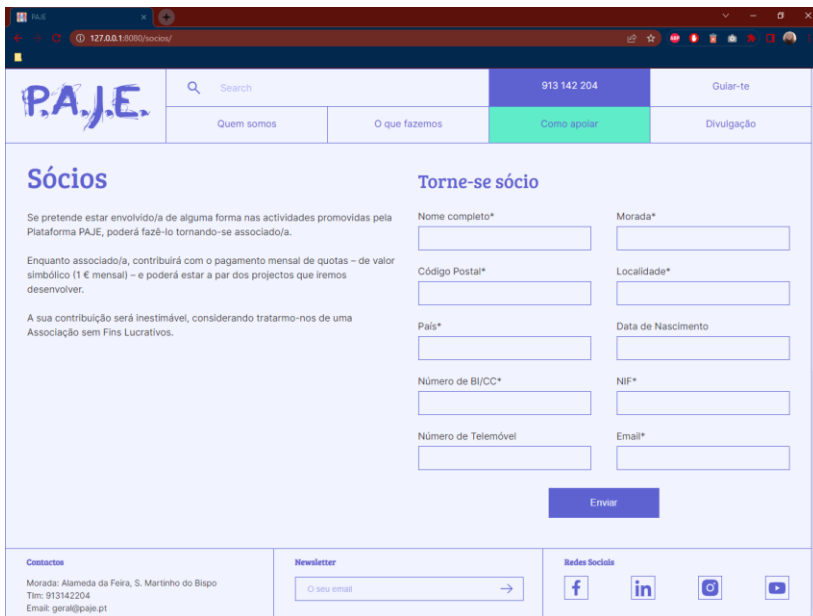 PAJE
127.0.0.1:8080/socios/
P.A.J.E.
Search
913 142 204
Guiar-te
Quem somos
O que fazemos
Como apoiar
Divulgação
Sócios
Se pretende estar envolvido/a de alguma forma nas actividades promovidas pela
Plataforma PAJE, poderá fazê-lo tornando-se associado/a.
Enquanto associado/a, contribuirá com o pagamento mensal de quotas – de valor
simbólico (1 € mensal) – e poderá estar a par dos projectos que iremos
desenvolver.
A sua contribuição será inestimável, considerando tratarmo-nos de uma
Associação sem Fins Lucrativos.
Torne-se sócio
Nome completo*
Morada*
Código Postal*
Localidade*
País*
Data de Nascimento
Número de BI/CC*
NIF*
Número de Telemóvel
Email*
Enviar
Contactos
Morada: Alameda da Feira, S. Martinho do Bispo
Tlm: 913142204
Email: geral@paje.pt
Newsletter
O seu email
Redes Sociais